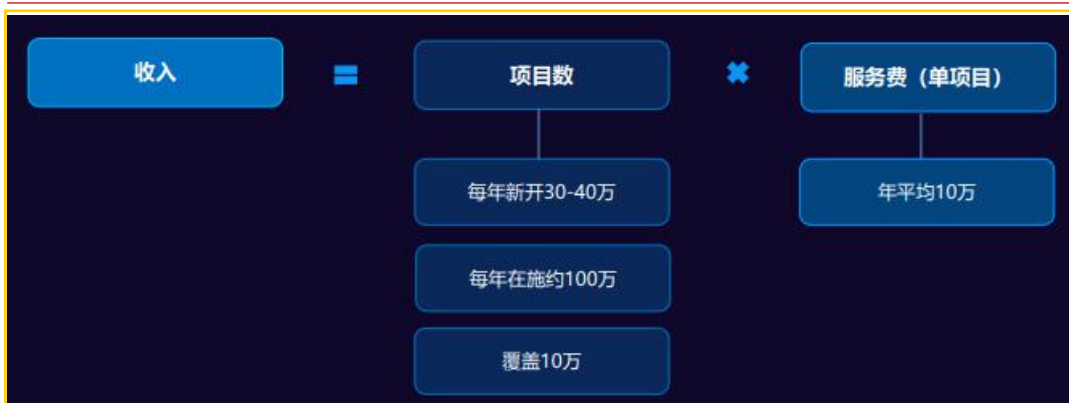 收入 = 项目数 ✖ 服务费（单项目）
每年新开30-40万 年平均10万
每年在施约100万
覆盖10万